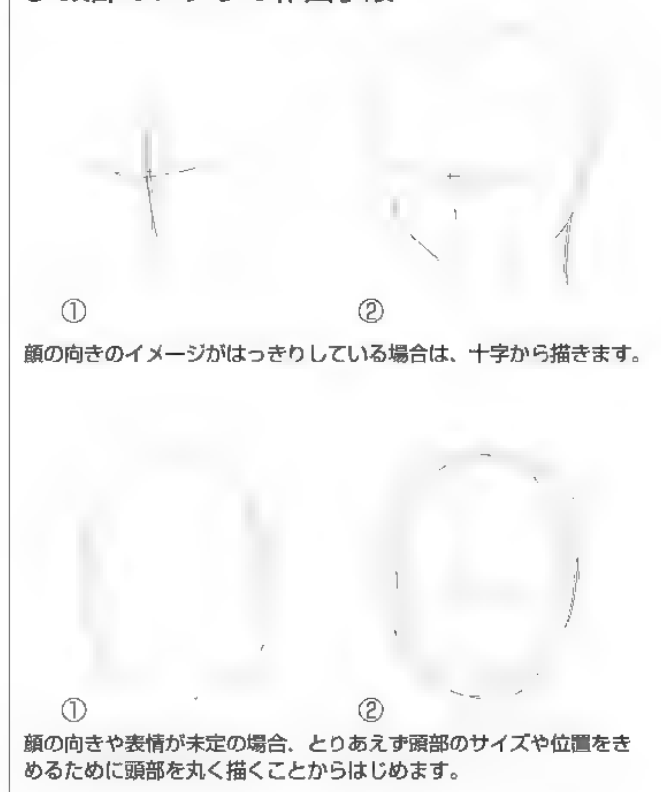 ①
②
顔の向きのイメージがはっきりしている場合は、十字から描きます。
①
②
顔の向きや表情が未定の場合、とりあえず頭部のサイズや位置をき
めるために頭部を丸く描くことからはじめます。